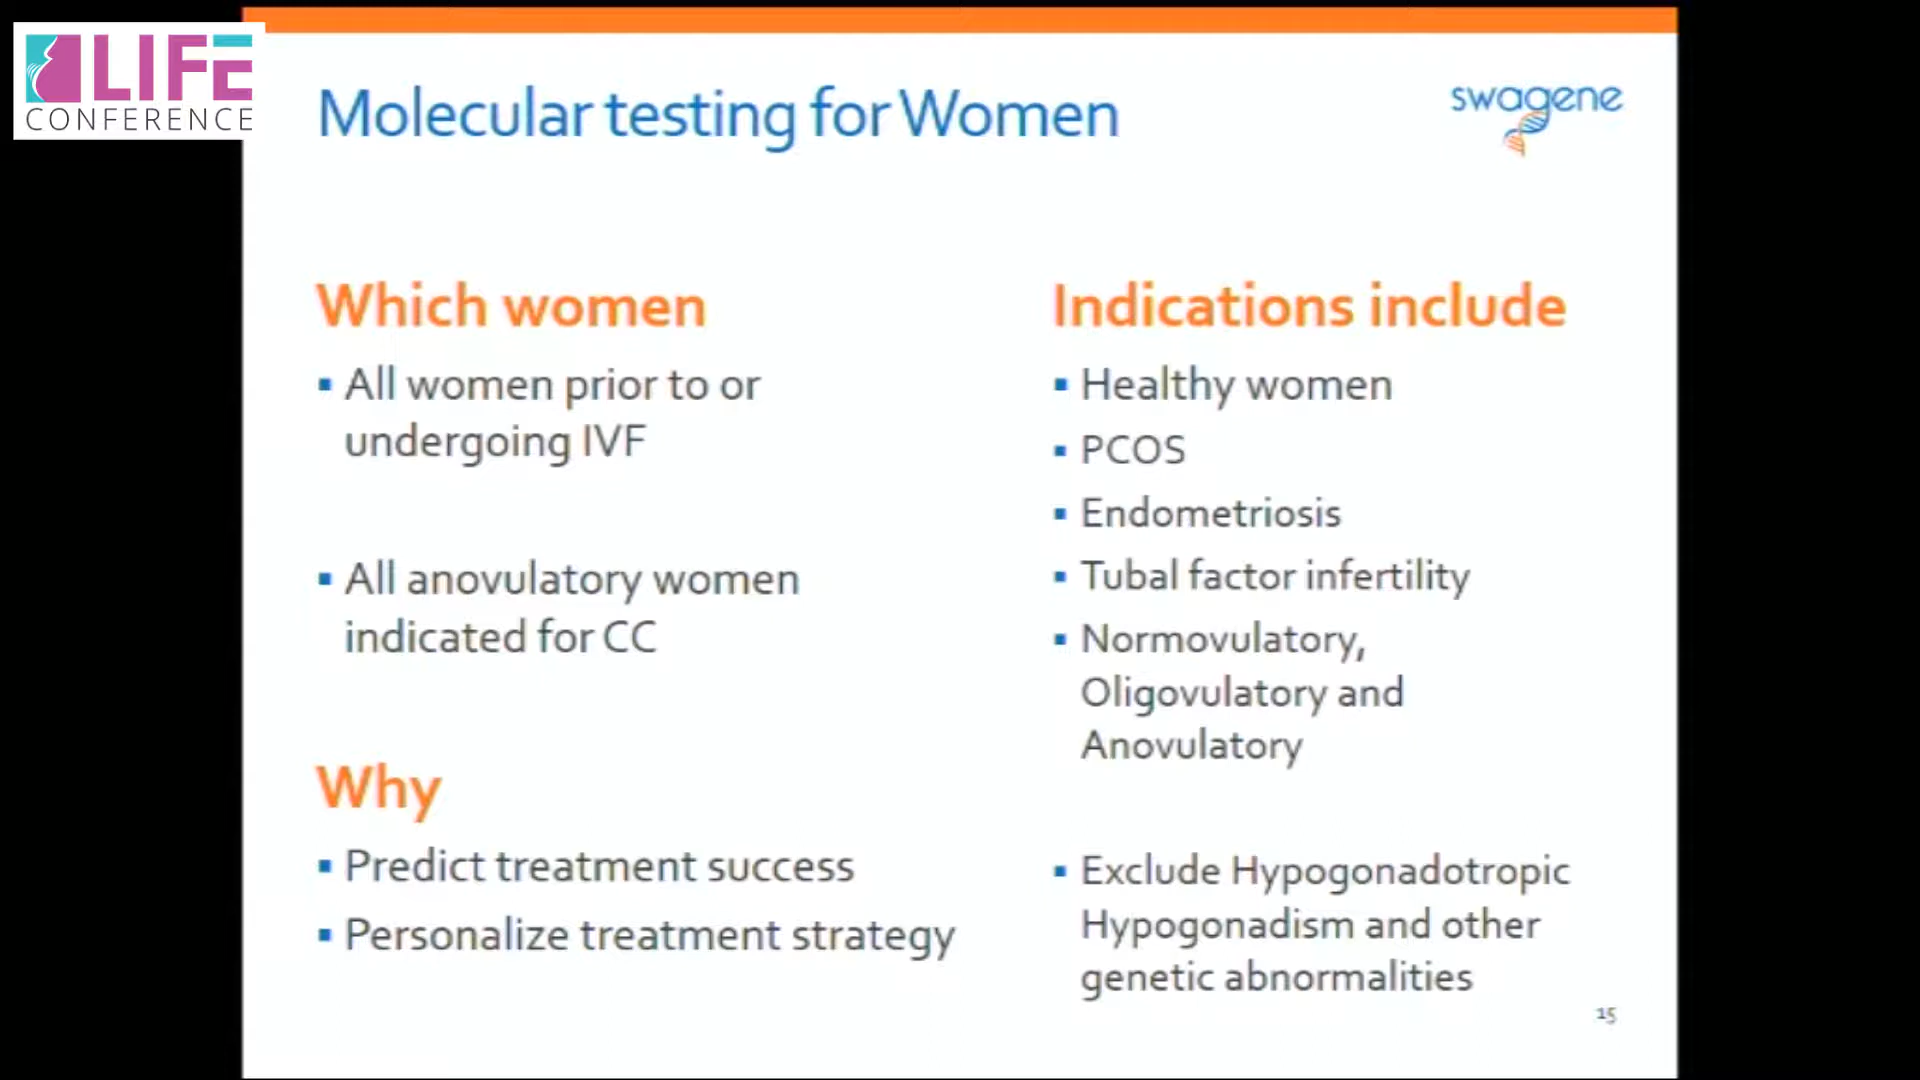 LIFE
CONFERENCE
Molecular testing for Women
swagene
Which women
▪ All women prior to or
undergoing IVF
▪ All anovulatory women
indicated for CC
Why
▪ Predict treatment success
▪ Personalize treatment strategy
Indications include
▪ Healthy women
▪ PCOS
▪ Endometriosis
▪ Tubal factor infertility
▪ Normovulatory,
Oligovulatory and
Anovulatory
▪ Exclude Hypogonadotropic
Hypogonadism and other
genetic abnormalities
15